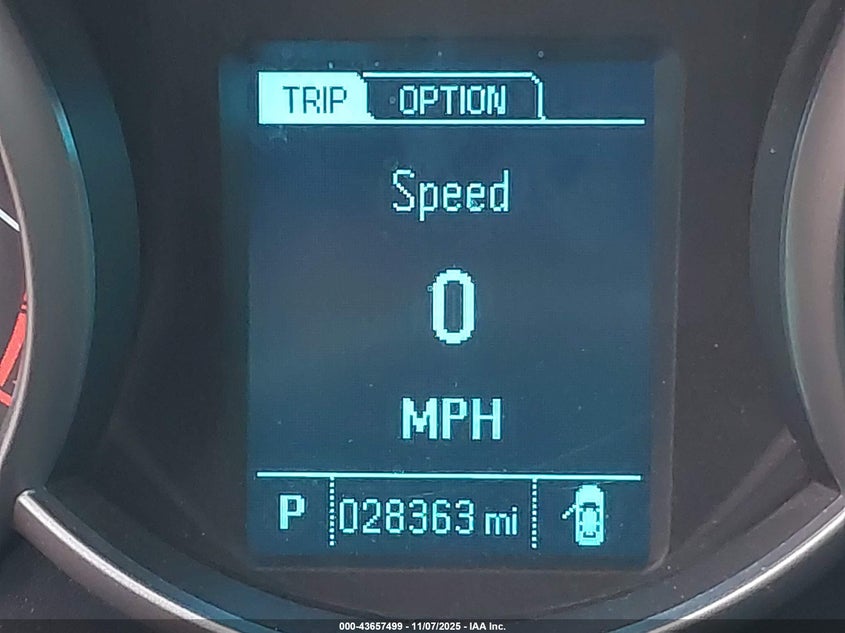 TRIP OPTION
Speed
0
MPH
P 028363 mi
000-43657499 - 11/07/2025 - IAA Inc.